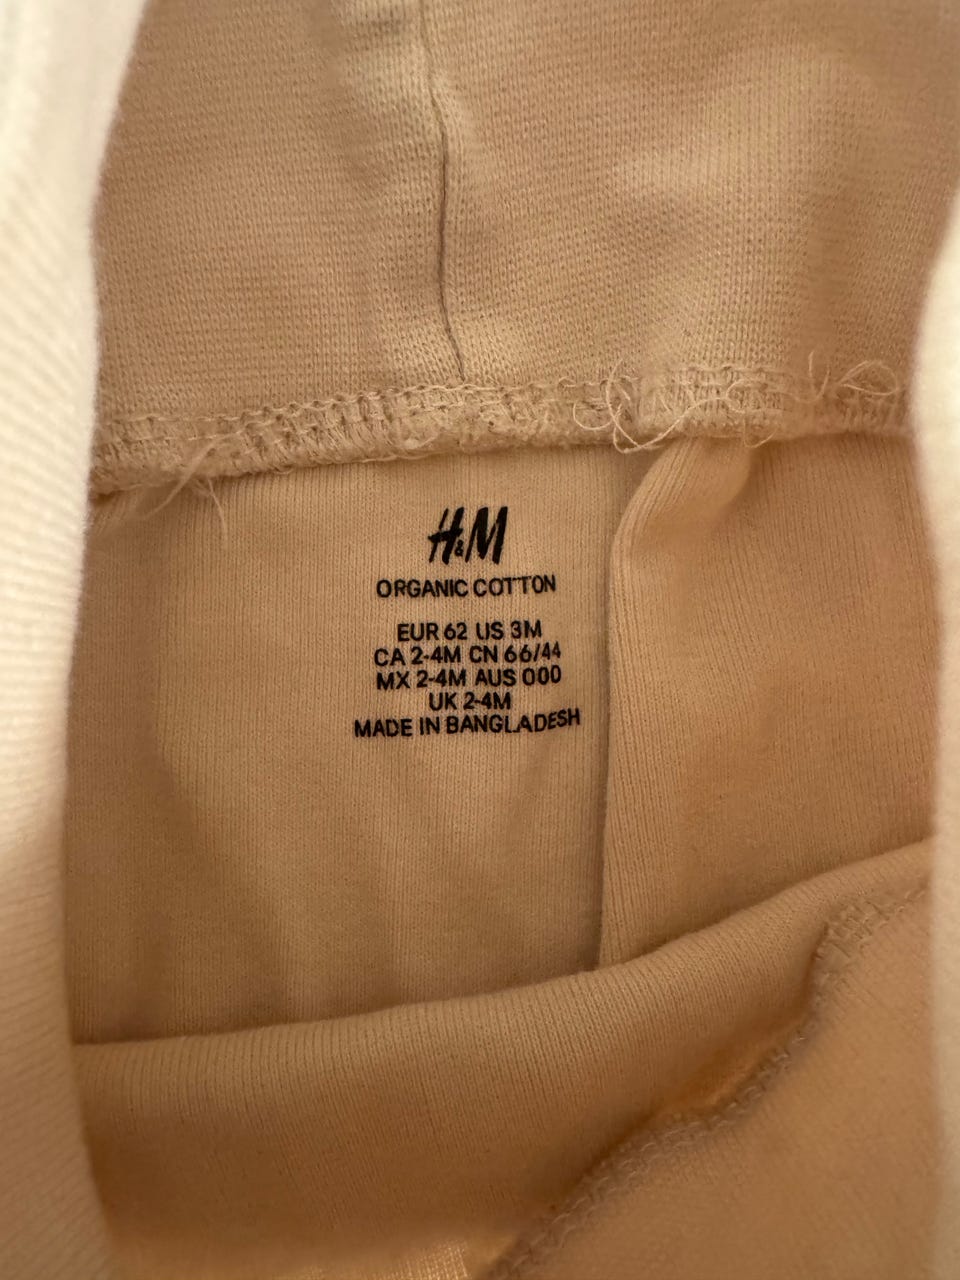 H&M
ORGANIC COTTON
EUR 62 US 3M
CA 2-4M CN 66/44
MX 2-4M AUS 000
UK 2-4M
MADE IN BANGLADESH